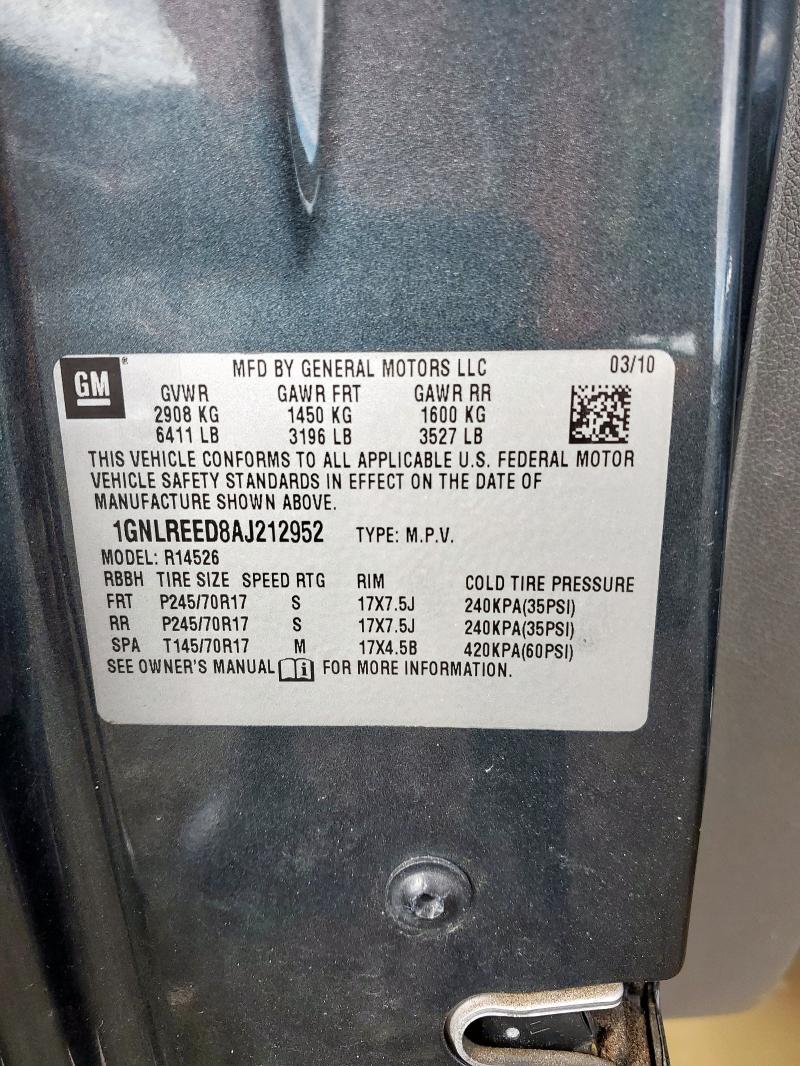 GM ® MFD BY GENERAL MOTORS LLC 03/10
GVWR GAWR FRT GAWR RR
2908 KG 1450 KG 1600 KG
6411 LB 3196 LB 3527 LB
THIS VEHICLE CONFORMS TO ALL APPLICABLE U.S. FEDERAL MOTOR
VEHICLE SAFETY STANDARDS IN EFFECT ON THE DATE OF
MANUFACTURE SHOWN ABOVE.
1GNLREED8AJ212952 TYPE: M.P.V.
MODEL: R14526
RBBH TIRE SIZE SPEED RTG RIM COLD TIRE PRESSURE
FRT P245/70R17 S 17X7.5J 240KPA(35PSI)
RR P245/70R17 S 17X7.5J 240KPA(35PSI)
SPA T145/70R17 M 17X4.5B 420KPA(60PSI)
SEE OWNER'S MANUAL i FOR MORE INFORMATION.